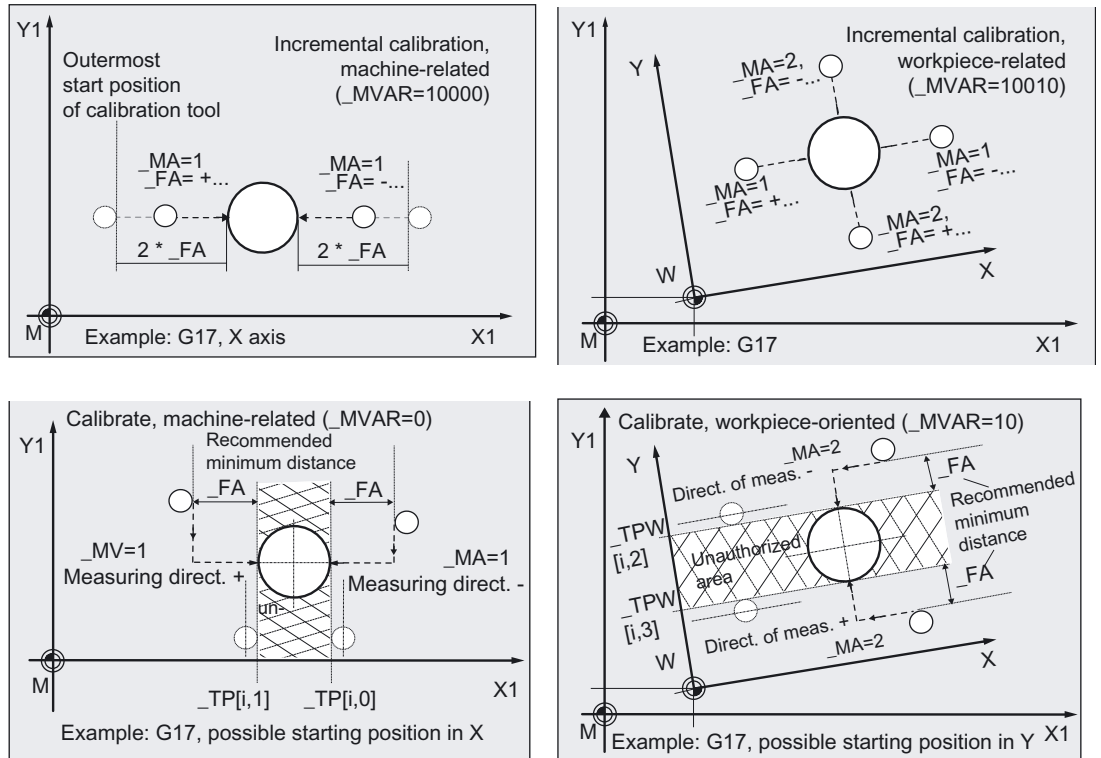 Y1
Outermost
start position
of calibration tool
Incremental calibration,
machine-related
(_MVAR=10000)
_MA=1
_FA= +...
_MA=1
_FA= -...
2 * _FA
2 * _FA
M
Example: G17, X axis
X1
Y1
Y
Incremental calibration,
workpiece-related
(_MVAR=10010)
_MA=2,
_FA= -...
_MA=1
_FA= -...
_MA=1
_FA= +...
_MA=2,
_FA= +...
W
X
M
Example: G17
X1
Calibrate, machine-related (_MVAR=0)
Y1
Recommended
minimum distance
_FA
_FA
_MV=1
Measuring direct. +
_MA=1
Measuring direct. -
un-
M
X1
_TP[i,1]
_TP[i,0]
Example: G17, possible starting position in X
Calibrate, workpiece-oriented (_MVAR=10)
Y1
Y
_MA=2
Direct. of meas. -
_FA
Recommended
minimum
distance
_TPW
[i,2]
Unauthorized
area
_FA
_TPW
[i,3]
Direct. of meas. +
_MA=2
W
X
M
Example: G17, possible starting position in Y
X1